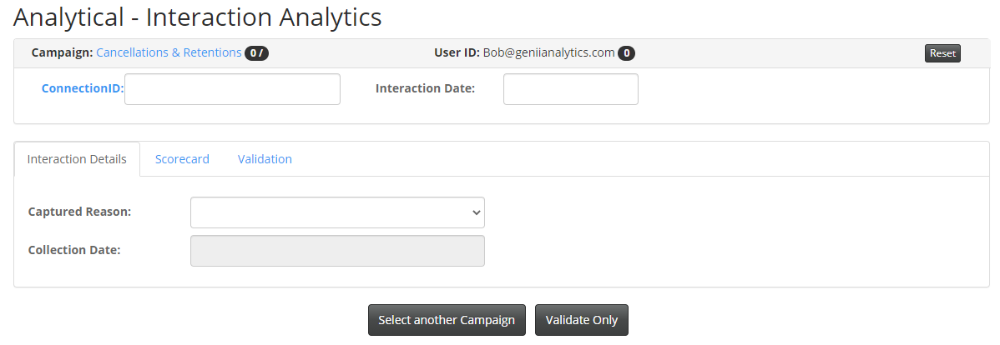 Analytical - Interaction Analytics
Campaign: Cancellations & Retentions 0 / User ID: Bob@geniianalytics.com 0 Reset
ConnectionID: Interaction Date:
Interaction Details Scorecard Validation
Captured Reason:
Collection Date:
Select another Campaign Validate Only